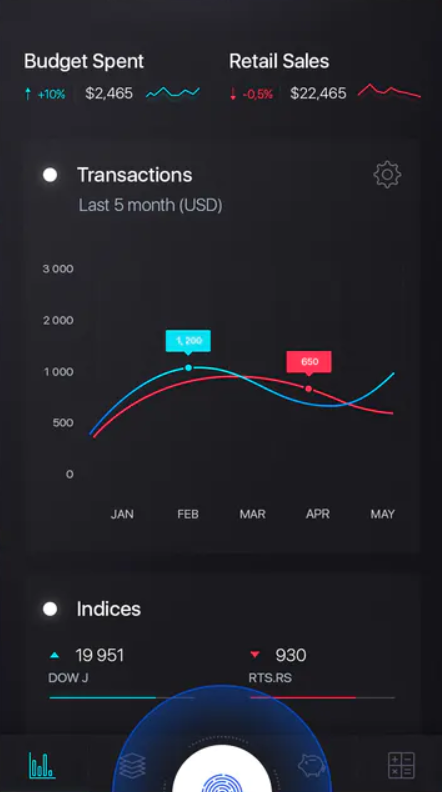 Budget Spent
Retail Sales
+10% $2,465
-0,5% $22,465
Transactions
Last 5 month (USD)
3 000
2 000
1 000
500
0
1, 200
650
JAN FEB MAR APR MAY
Indices
19 951
930
DOW J
RTS.RS